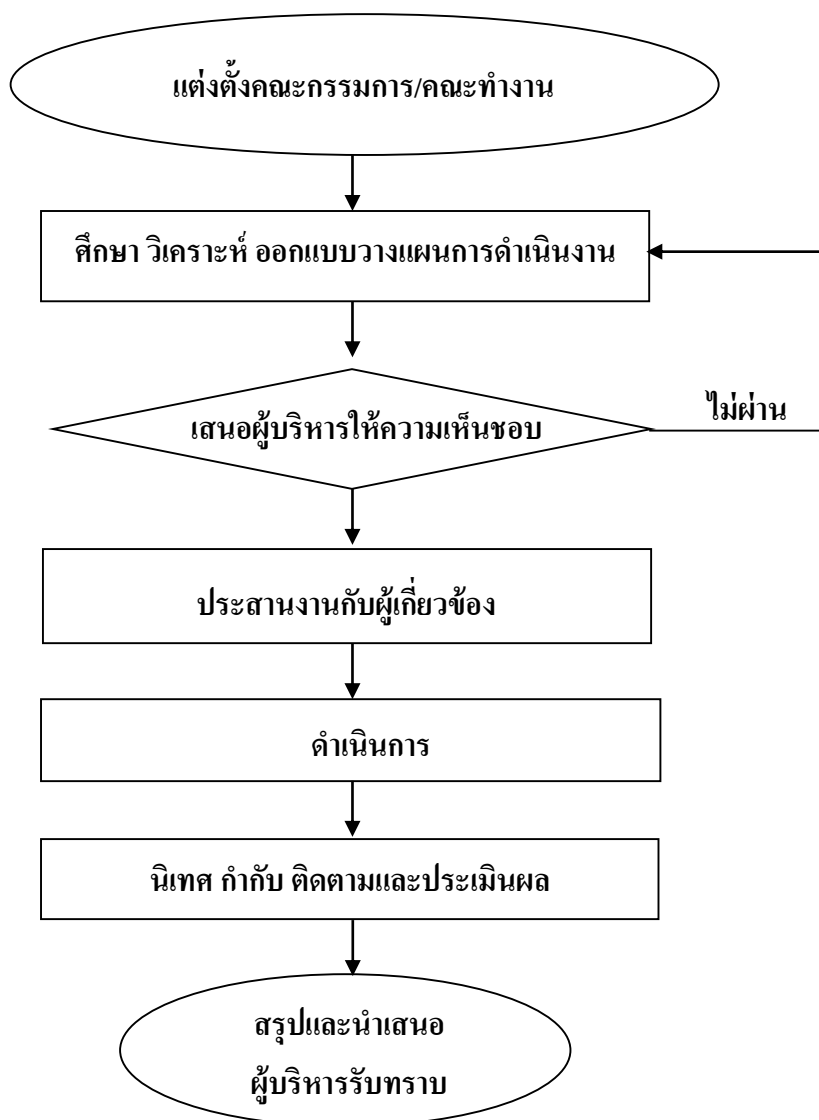 แต่งตั้งคณะกรรมการ/คณะทำงาน
ศึกษา วิเคราะห์ ออกแบบวางแผนการดำเนินงาน
เสนอผู้บริหารให้ความเห็นชอบ
ไม่ผ่าน
ประสานงานกับผู้เกี่ยวข้อง
ดำเนินการ
นิเทศ กำกับ ติดตามและประเมินผล
สรุปและนำเสนอ
ผู้บริหารรับทราบ